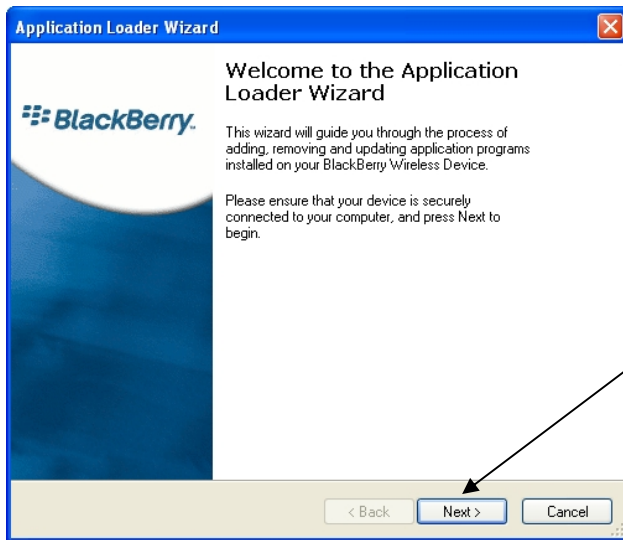 Application Loader Wizard
Welcome to the Application
Loader Wizard
BlackBerry.
This wizard will guide you through the process of
adding, removing and updating application programs
installed on your BlackBerry Wireless Device.
Please ensure that your device is securely
connected to your computer, and press Next to
begin.
< Back
Next >
Cancel